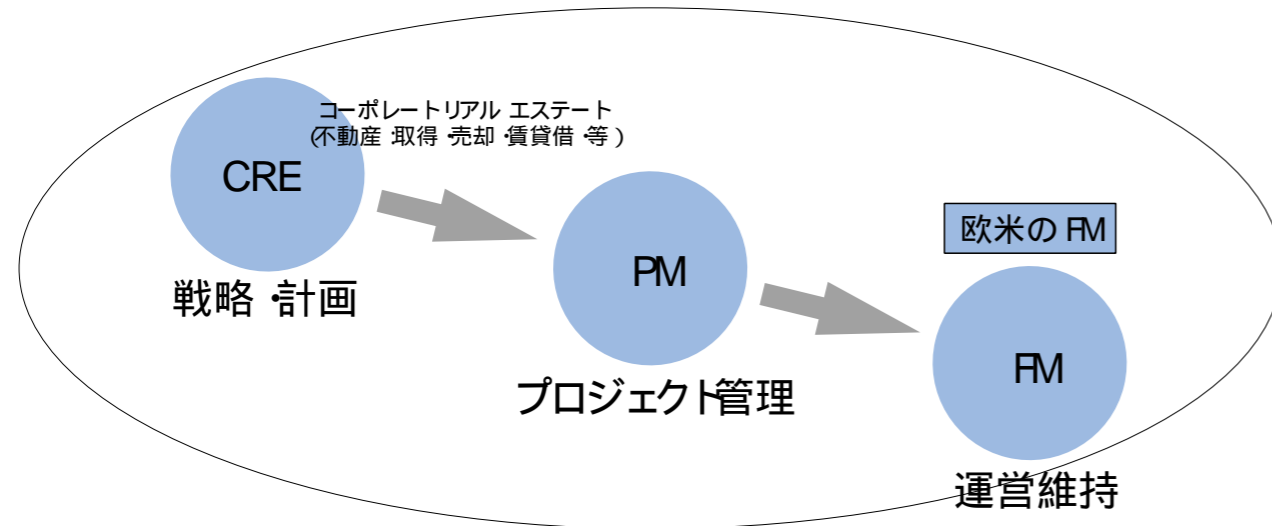 コーポレートリアル エステート
(不動産・取得・売却・賃貸借・等)
CRE
戦略・計画
PM
プロジェクト管理
欧米の FM
FM
運営維持